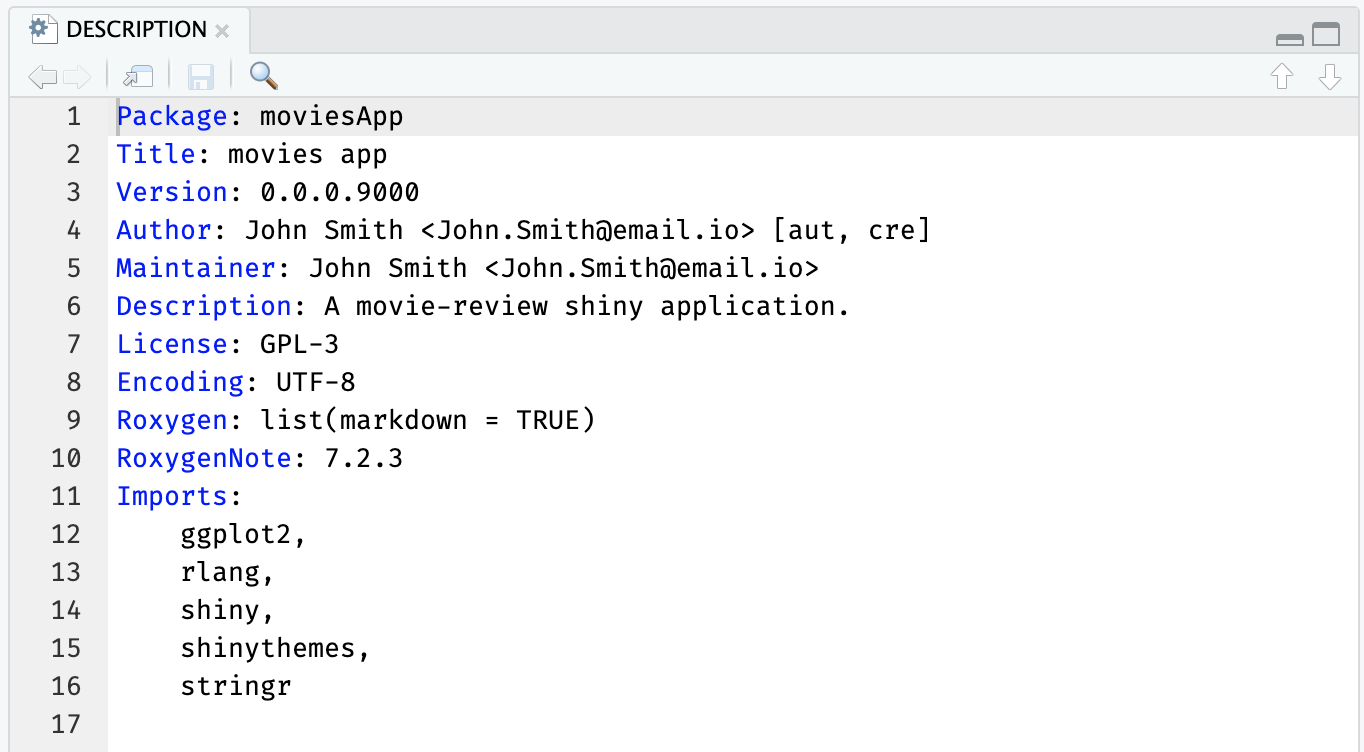 DESCRIPTION
1 Package: moviesApp
2 Title: movies app
3 Version: 0.0.0.9000
4 Author: John Smith <John.Smith@email.io> [aut, cre]
5 Maintainer: John Smith <John.Smith@email.io>
6 Description: A movie-review shiny application.
7 License: GPL-3
8 Encoding: UTF-8
9 Roxygen: list(markdown = TRUE)
10 RoxygenNote: 7.2.3
11 Imports:
12     ggplot2,
13     rlang,
14     shiny,
15     shinythemes,
16     stringr
17